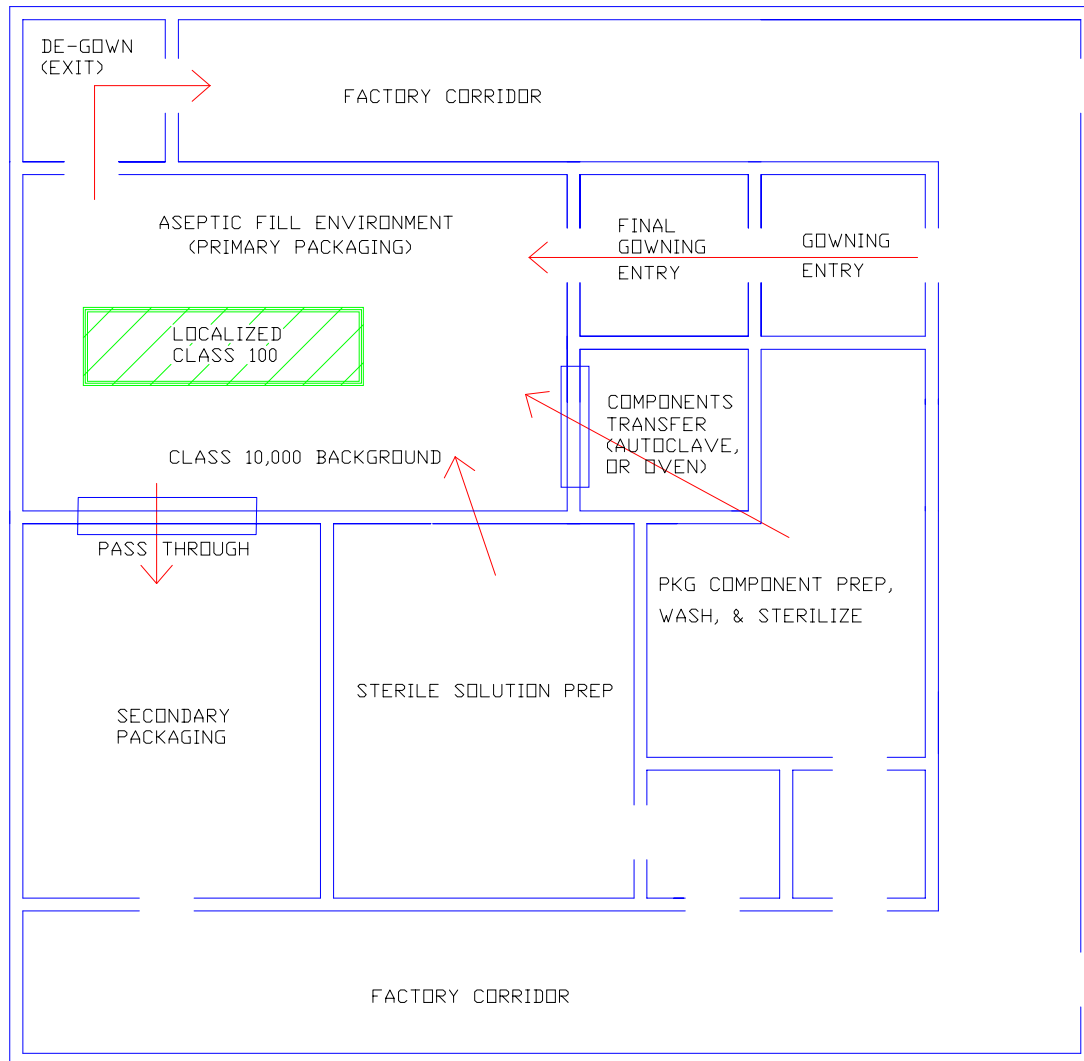 DE-GOWN
(EXIT)
FACTORY CORRIDOR
ASEPTIC FILL ENVIRONMENT
(PRIMARY PACKAGING)
FINAL
GOWNING
ENTRY
GOWNING
ENTRY
LOCALIZED
CLASS 100
COMPONENTS
TRANSFER
(AUTOCLAVE,
OR OVEN)
CLASS 10,000 BACKGROUND
PASS THROUGH
PKG COMPONENT PREP,
WASH, & STERILIZE
STERILE SOLUTION PREP
SECONDARY
PACKAGING
FACTORY CORRIDOR